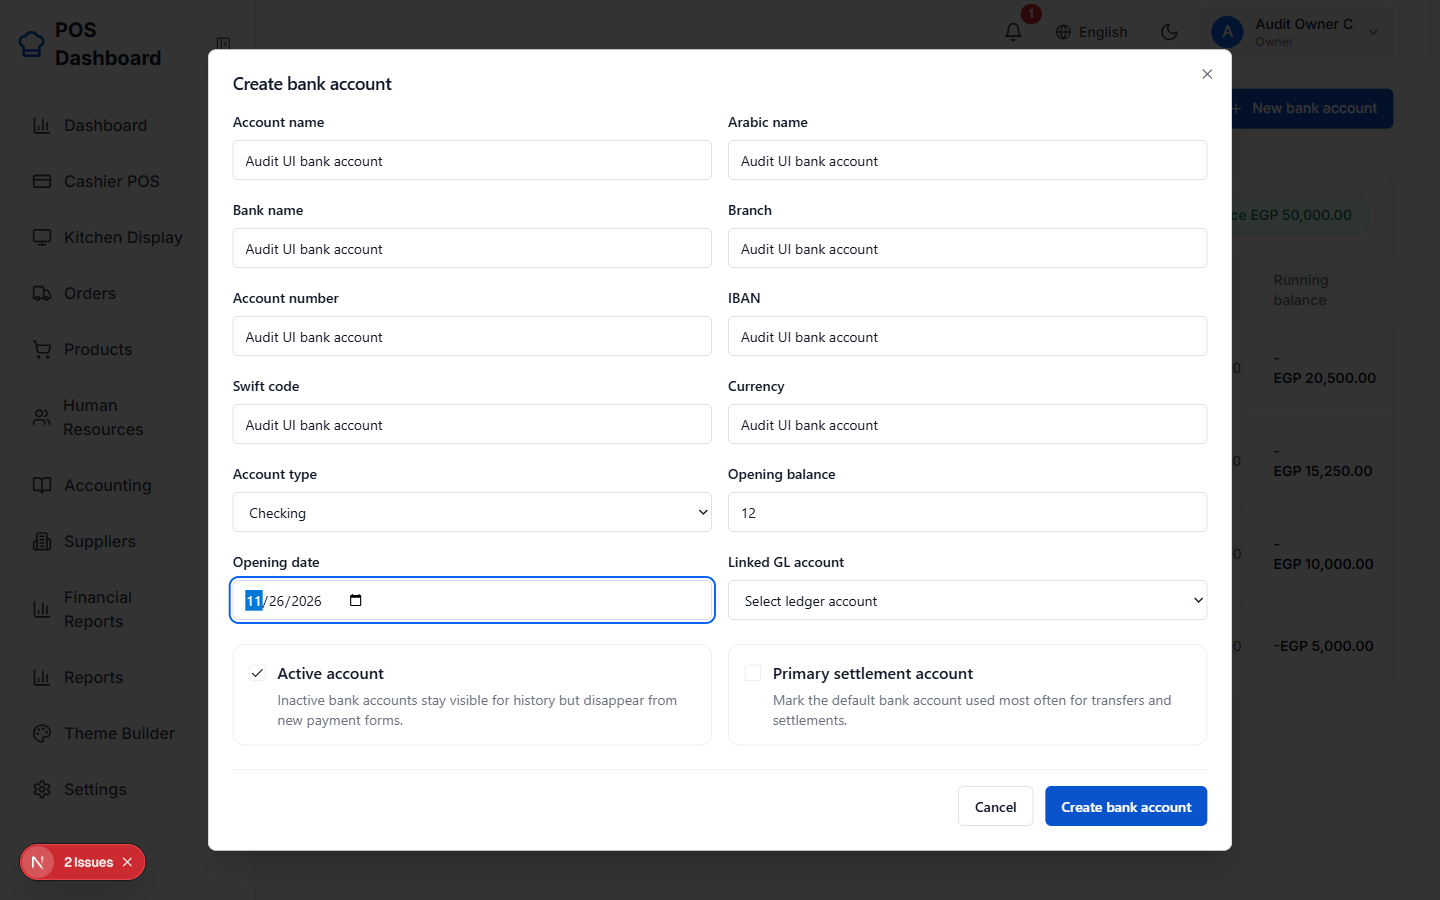 POS
Dashboard
1
English
A
Audit Owner C
Owner
Dashboard
Cashier POS
Kitchen Display
Orders
Products
Human
Resources
Accounting
Suppliers
Financial
Reports
Reports
Theme Builder
Settings
N 2 Issues
New bank account
ce EGP 50,000.00
Running
balance
0
-
EGP 20,500.00
0
-
EGP 15,250.00
0
-
EGP 10,000.00
0
-EGP 5,000.00
Create bank account
Account name
Arabic name
Audit UI bank account
Audit UI bank account
Bank name
Branch
Audit UI bank account
Audit UI bank account
Account number
IBAN
Audit UI bank account
Audit UI bank account
Swift code
Currency
Audit UI bank account
Audit UI bank account
Account type
Opening balance
Checking
12
Opening date
Linked GL account
11/26/2026
Select ledger account
Active account
Inactive bank accounts stay visible for history but disappear from
new payment forms.
Primary settlement account
Mark the default bank account used most often for transfers and
settlements.
Cancel
Create bank account